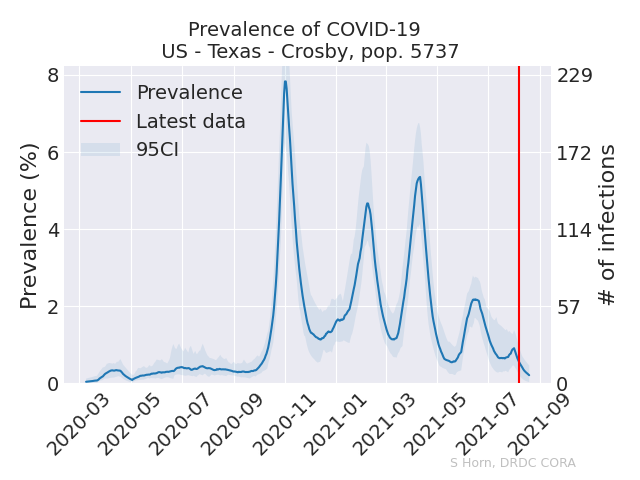 Prevalence of COVID-19
US - Texas - Crosby, pop. 5737
Prevalence
Latest data
95CI
Prevalence (%)
8
6
4
2
0
229
172
114
57
0
# of infections
2020-03
2020-05
2020-07
2020-09
2020-11
2021-01
2021-03
2021-05
2021-07
2021-09
S Horn, DRDC CORA